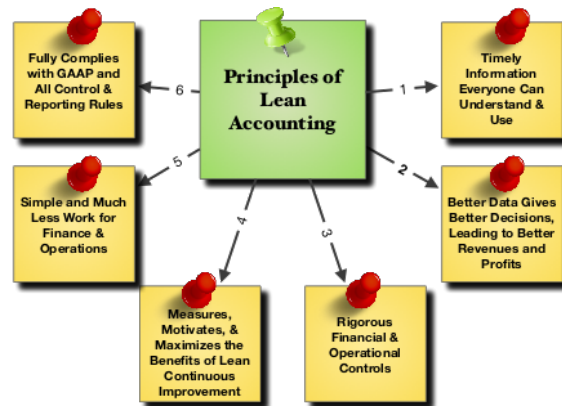 Principles of
Lean
Accounting
1
Timely
Information
Everyone Can
Understand &
Use
2
Better Data Gives
Better Decisions,
Leading to Better
Revenues and
Profits
3
Rigorous
Financial &
Operational
Controls
4
Measures,
Motivates, &
Maximizes the
Benefits of Lean
Continuous
Improvement
5
Simple and Much
Less Work for
Finance &
Operations
6
Fully Complies
with GAAP and
All Control &
Reporting Rules